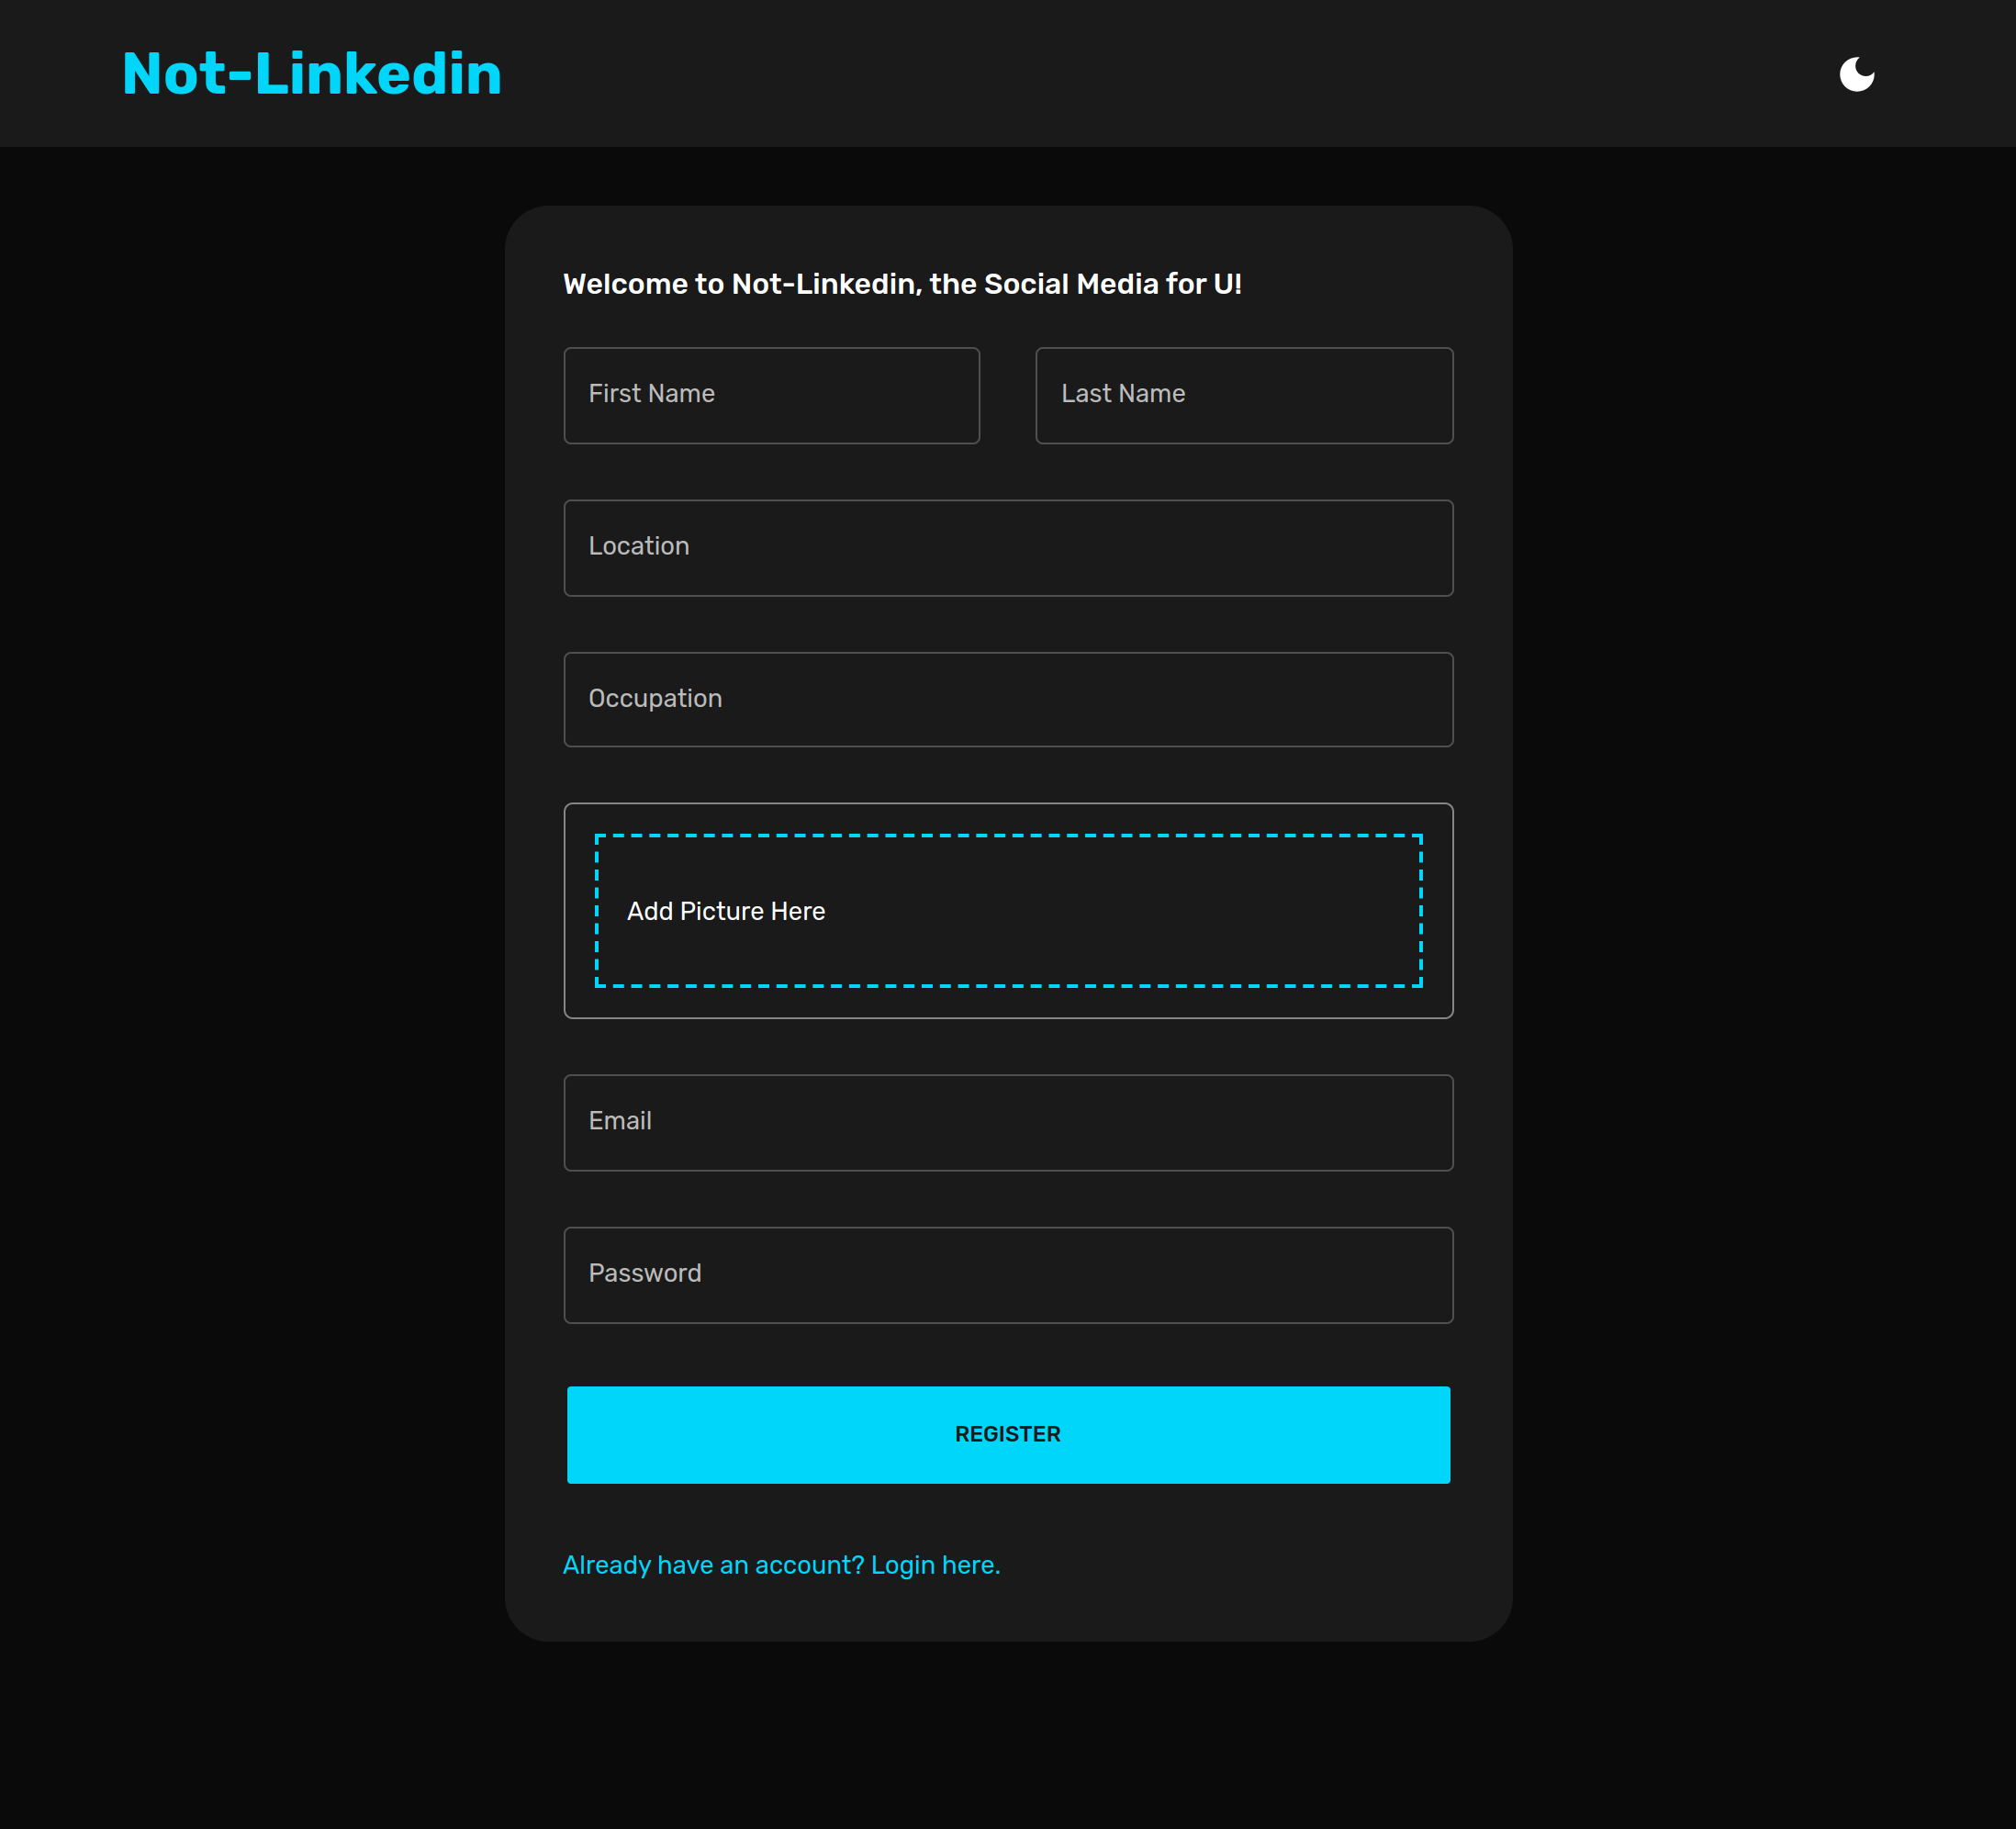 Not-Linkedin
Welcome to Not-Linkedin, the Social Media for U!
First Name
Last Name
Location
Occupation
Add Picture Here
Email
Password
REGISTER
Already have an account? Login here.